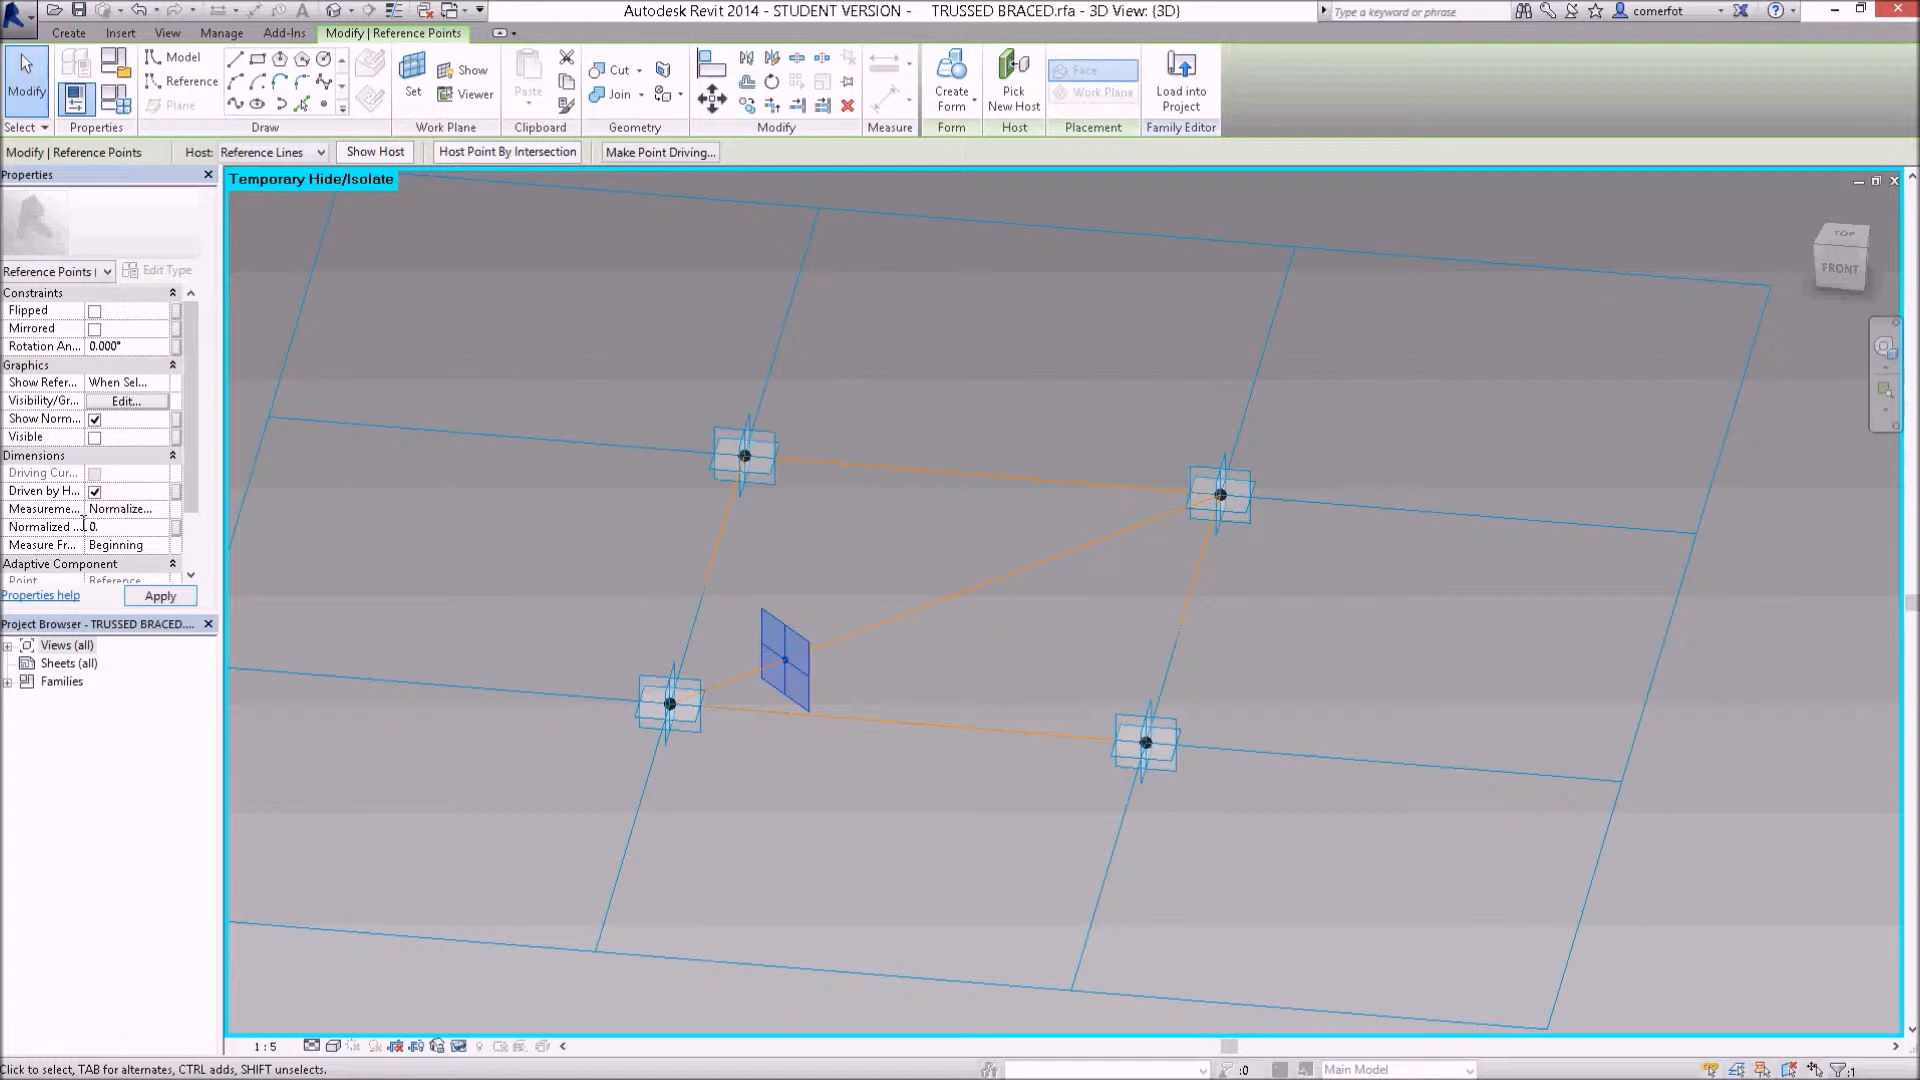 Autodesk Revit 2014 - STUDENT VERSION - TRUSSED BRACED.rfa - 3D View: {3D}
Type a keyword or phrase
comerfot
Create Insert View Manage Add-Ins Modify | Reference Points
Modify
Select
Properties
Model
Reference
Plane
Draw
Set
Show
Viewer
Work Plane
Paste
Clipboard
Cut
Join
Geometry
Modify
Measure
Create Form
Form
Pick New Host
Host
Face
Work Plane
Placement
Load into Project
Family Editor
Modify | Reference Points Host: Reference Lines Show Host Host Point By Intersection Make Point Driving...
Properties
Temporary Hide/Isolate
TOP
FRONT
Reference Points ( Edit Type
Constraints
Flipped
Mirrored
Rotation An... 0.000°
Graphics
Show Refer... When Sel...
Visibility/Gr... Edit...
Show Norm...
Visible
Dimensions
Driving Cur...
Driven by H...
Measureme... Normalize...
Normalized ... 0.
Measure Fr... Beginning
Adaptive Component
Point Reference
Properties help Apply
Project Browser - TRUSSED BRACED....
Views (all)
Sheets (all)
Families
1 : 5
Click to select, TAB for alternates, CTRL adds, SHIFT unselects.
:0
Main Model
:1